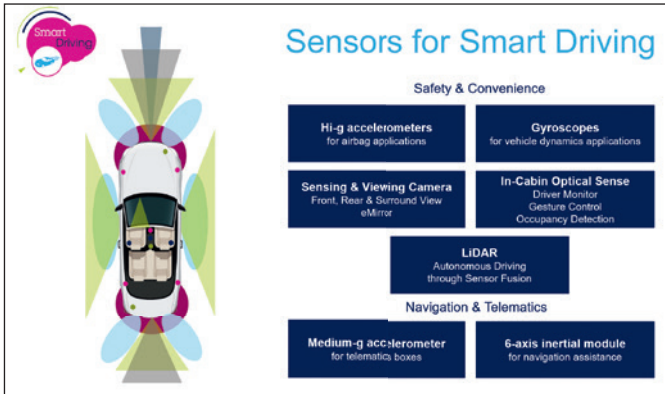 Smart
Driving
Sensors for Smart Driving
Safety & Convenience
Hi-g accelerometers
for airbag applications
Gyroscopes
for vehicle dynamics applications
Sensing & Viewing Camera
Front, Rear & Surround View
eMirror
In-Cabin Optical Sense
Driver Monitor
Gesture Control
Occupancy Detection
LiDAR
Autonomous Driving
through Sensor Fusion
Navigation & Telematics
Medium-g accelerometer
for telematics boxes
6-axis inertial module
for navigation assistance